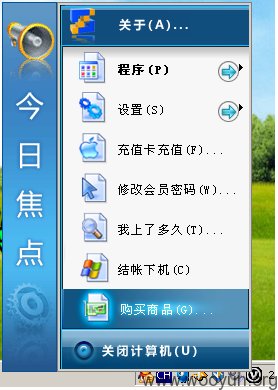 今日焦点
关于(A)...
程序(P)
设置(S)
充值卡充值(F)...
修改会员密码(W)...
我上了多久(T)...
结帐下机(C)
购买商品(G)...
关闭计算机(U)
CH
2
www.wooyun.org